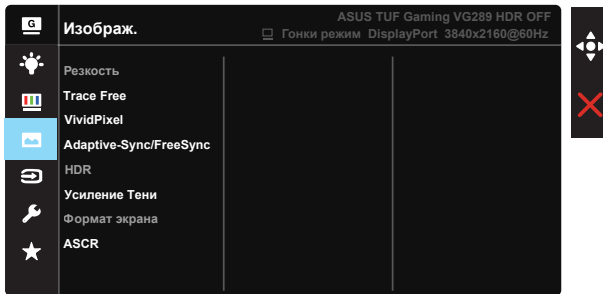 G
Изображ.
ASUS TUF Gaming VG289 HDR OFF
Гонки режим DisplayPort 3840x2160@60Hz
Резкость
Trace Free
VividPixel
Adaptive-Sync/FreeSync
HDR
Усиление Тени
Формат экрана
ASCR